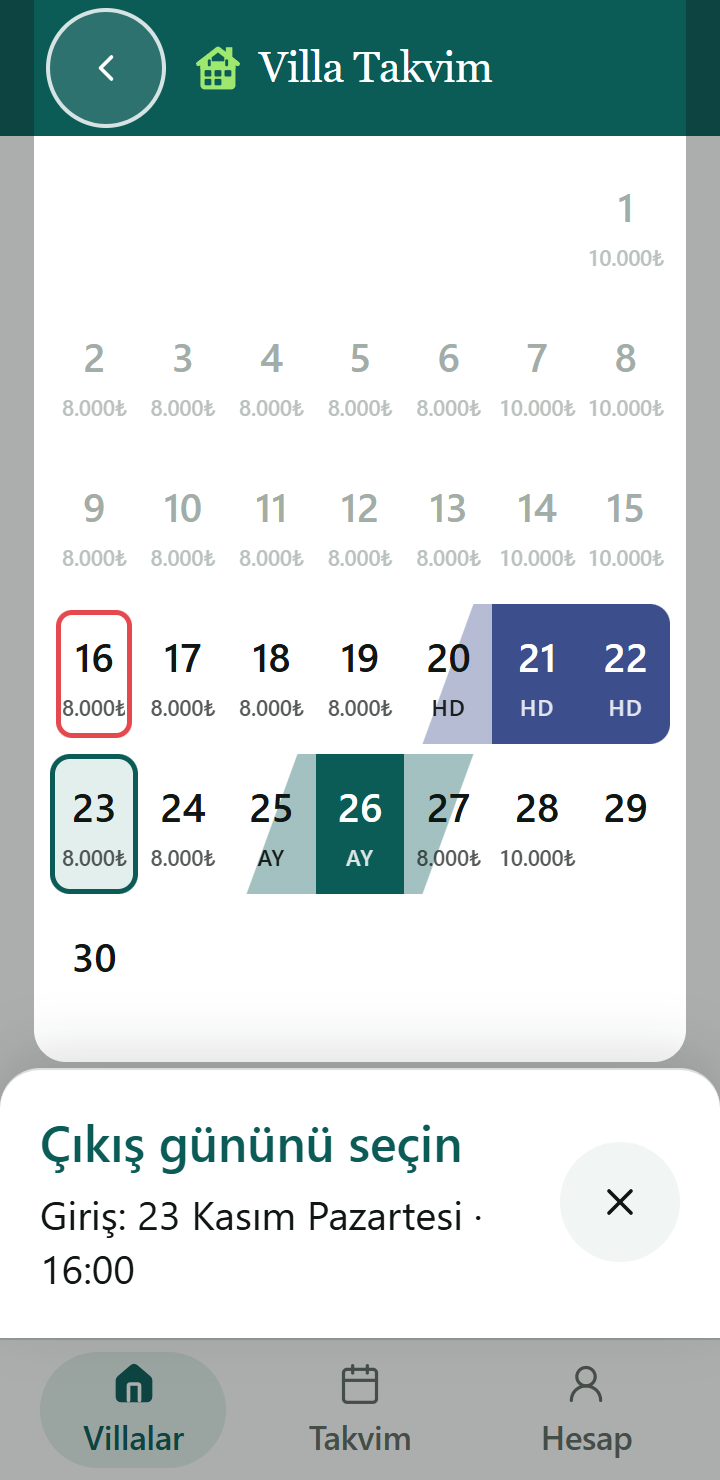 Villa Takvim
1
10.000₺
2 3 4 5 6 7 8
8.000₺ 8.000₺ 8.000₺ 8.000₺ 8.000₺ 10.000₺ 10.000₺
9 10 11 12 13 14 15
8.000₺ 8.000₺ 8.000₺ 8.000₺ 8.000₺ 10.000₺ 10.000₺
16 17 18 19 20 21 22
8.000₺ 8.000₺ 8.000₺ 8.000₺ HD HD HD
23 24 25 26 27 28 29
8.000₺ 8.000₺ AY AY 8.000₺ 10.000₺
30
Çıkış gününü seçin
Giriş: 23 Kasım Pazartesi ·
16:00
Villalar Takvim Hesap